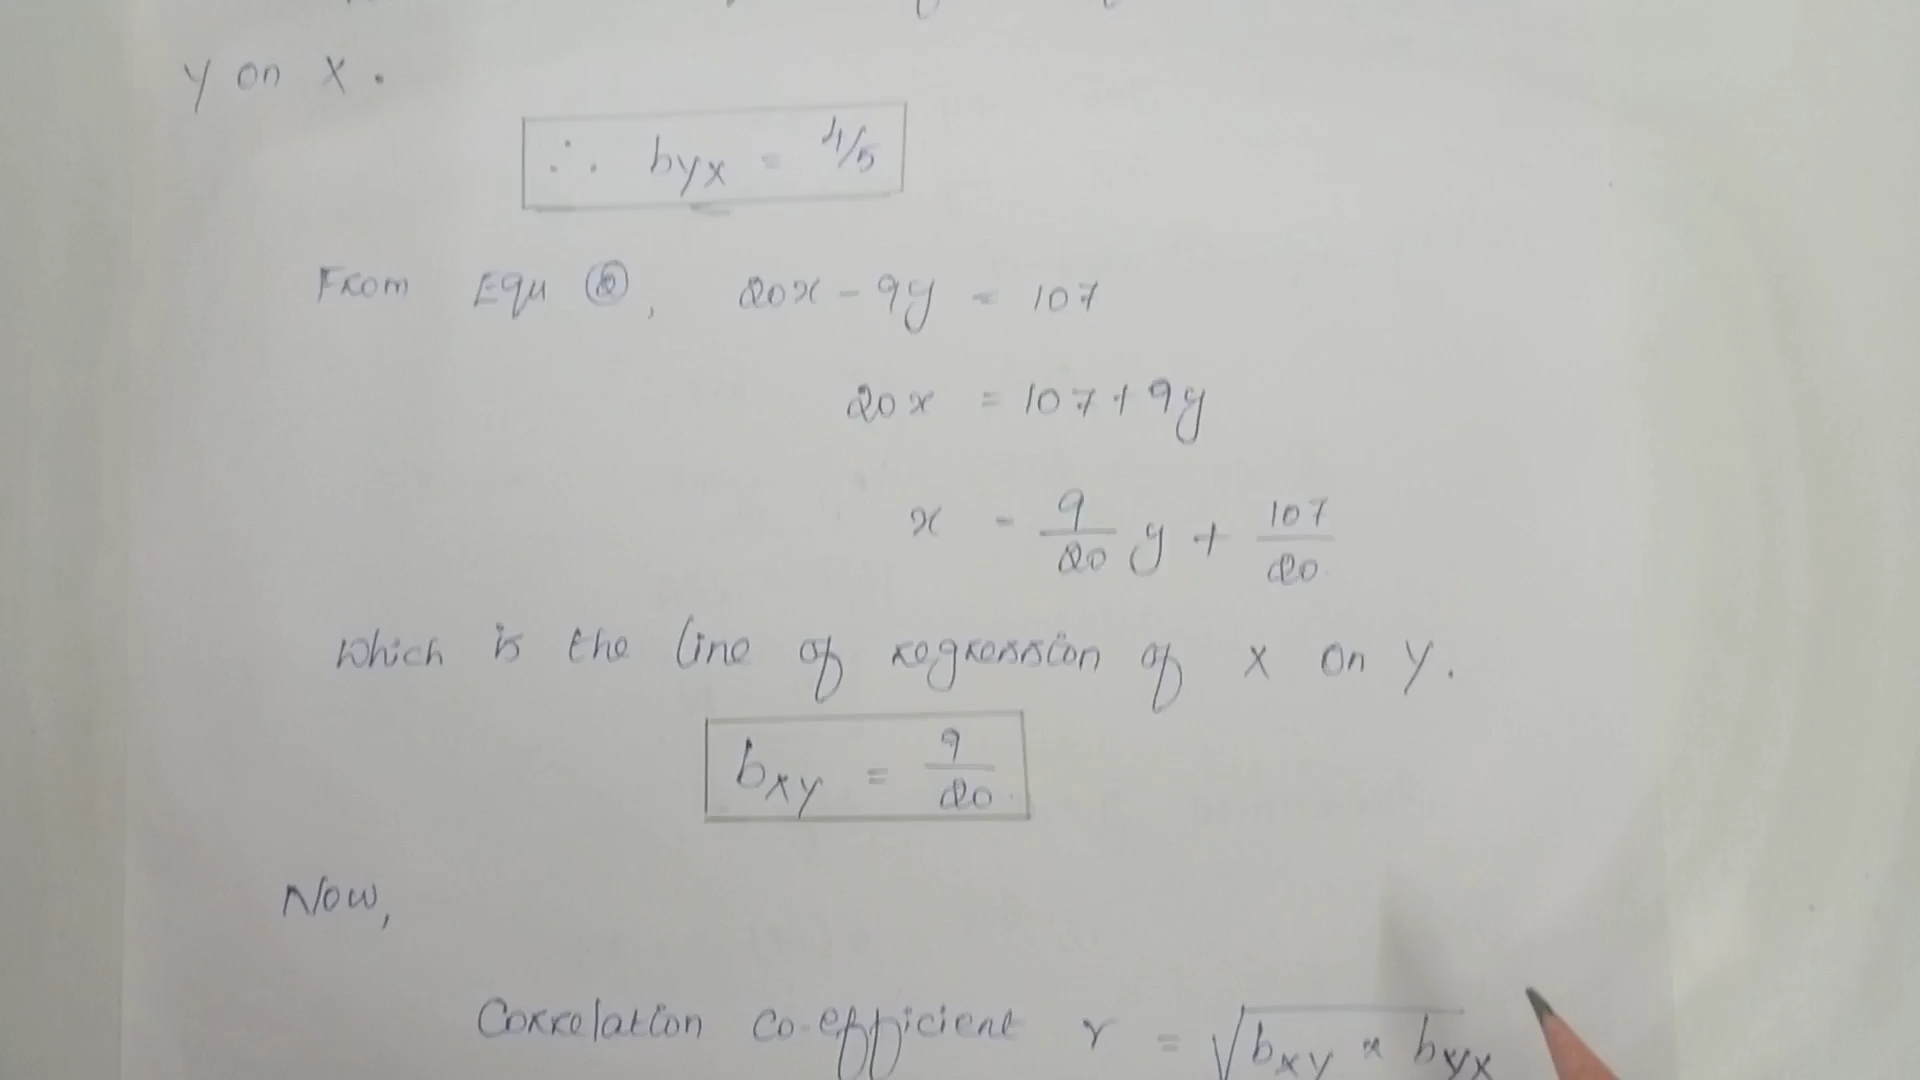 Y on X.
∴ byx = 4/5
From Equ ②, 20x - 9y = 107
20x = 107 + 9y
x = 9/20 y + 107/20
which is the line of regression of X on Y.
bxy = 9/20
Now,
Correlation co-efficient r = √bxy × byx